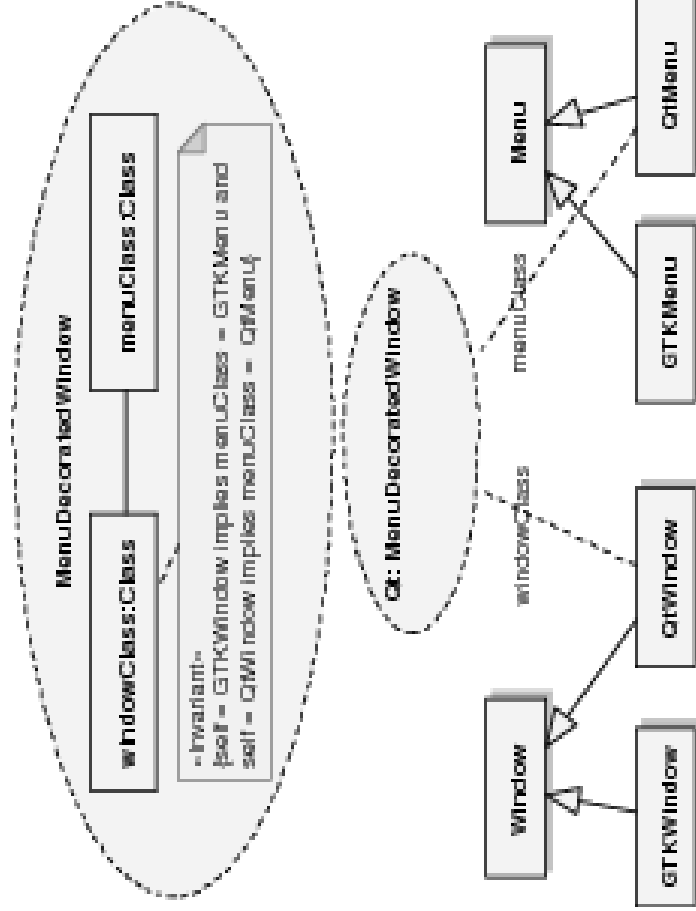 MenuDecoratedWindow
windowClass:Class
menuClass:Class
«invariant»
{self = GTKWindow implies menuClass = GTKMenu and
self = QtWindow implies menuClass = QtMenu}
Qt: MenuDecoratedWindow
windowClass
menuClass
Window
Menu
GTKWindow
QtWindow
GTKMenu
QtMenu